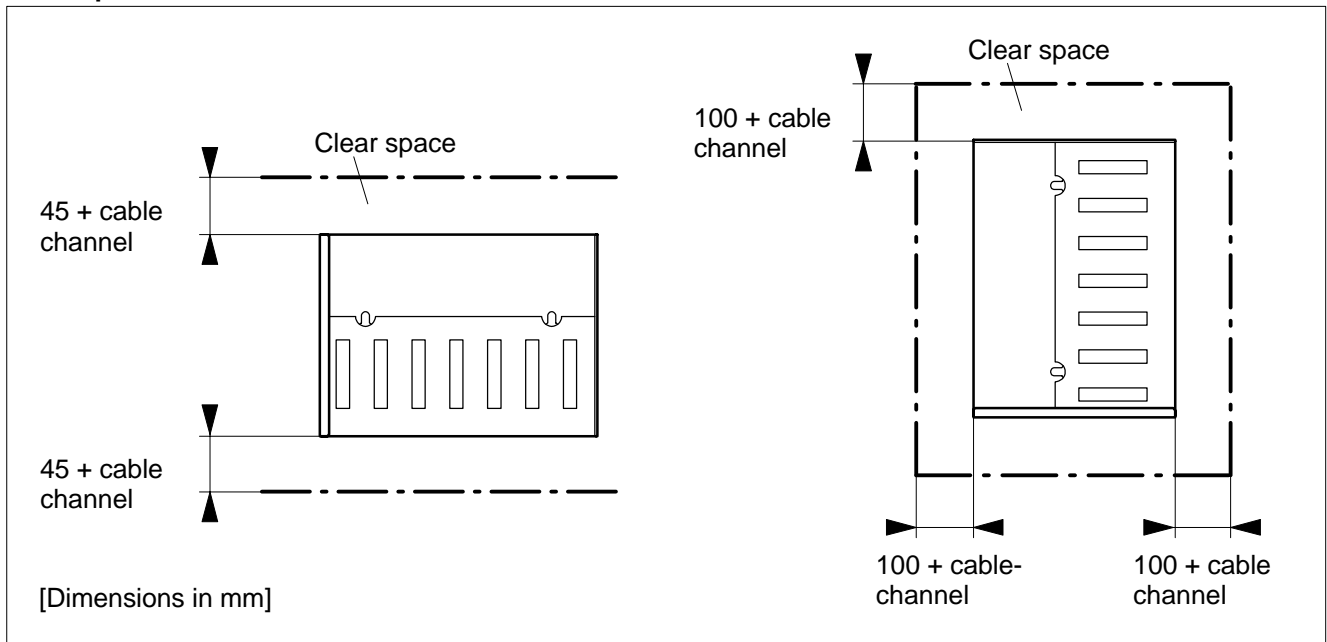 Clear space
45 + cable
channel
45 + cable
channel
[Dimensions in mm]
Clear space
100 + cable
channel
100 + cable-
channel
100 + cable
channel